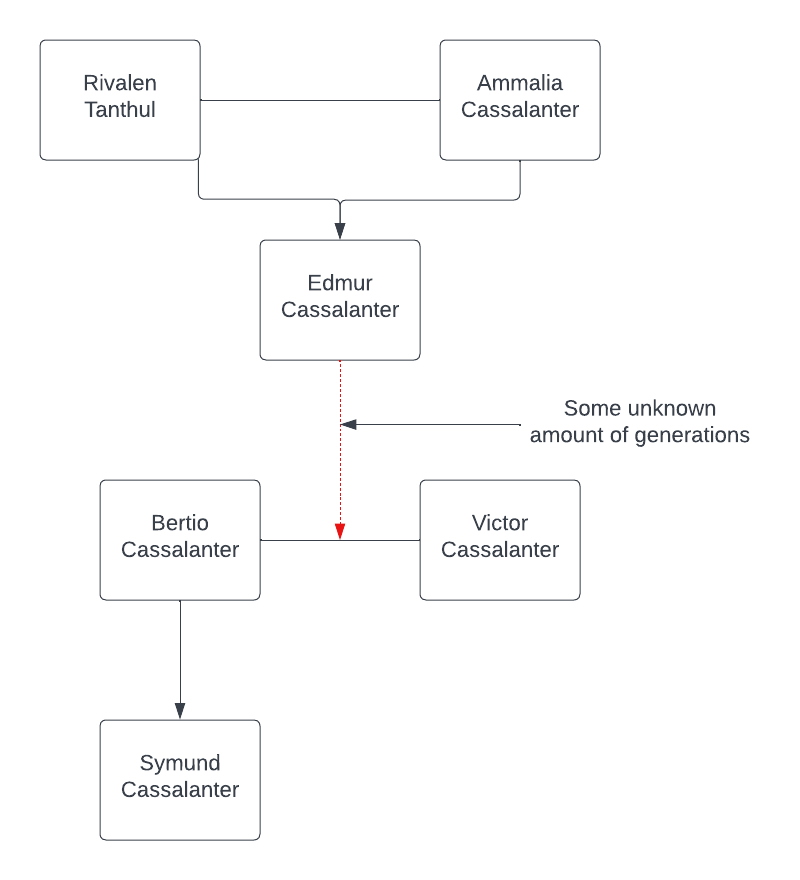 Rivalen
Tanthul
Ammalia
Cassalanter
Edmur
Cassalanter
Some unknown
amount of generations
Bertio
Cassalanter
Victor
Cassalanter
Symund
Cassalanter